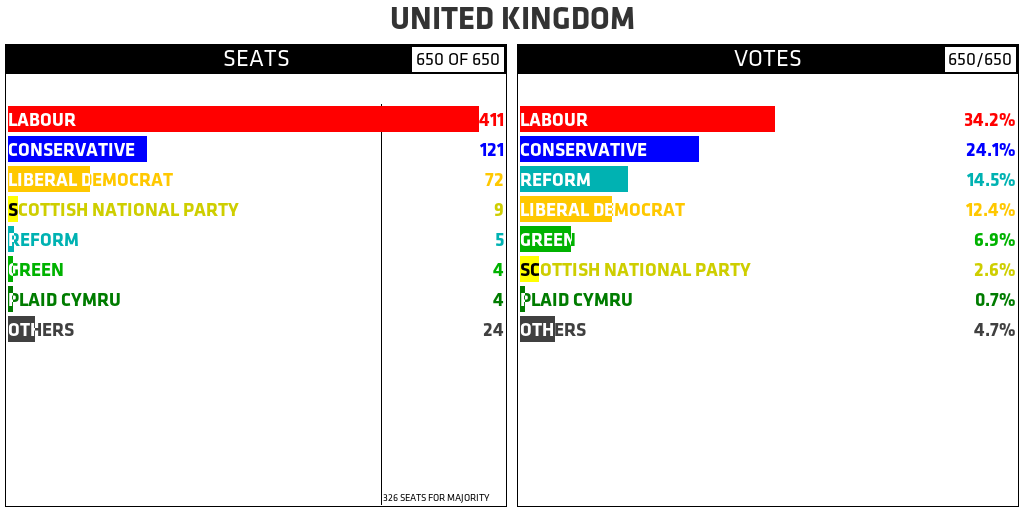 UNITED KINGDOM
SEATS 650 OF 650
LABOUR 411
CONSERVATIVE 121
LIBERAL DEMOCRAT 72
SCOTTISH NATIONAL PARTY 9
REFORM 5
GREEN 4
PLAID CYMRU 4
OTHERS 24
326 SEATS FOR MAJORITY
VOTES 650/650
LABOUR 34.2%
CONSERVATIVE 24.1%
REFORM 14.5%
LIBERAL DEMOCRAT 12.4%
GREEN 6.9%
SCOTTISH NATIONAL PARTY 2.6%
PLAID CYMRU 0.7%
OTHERS 4.7%